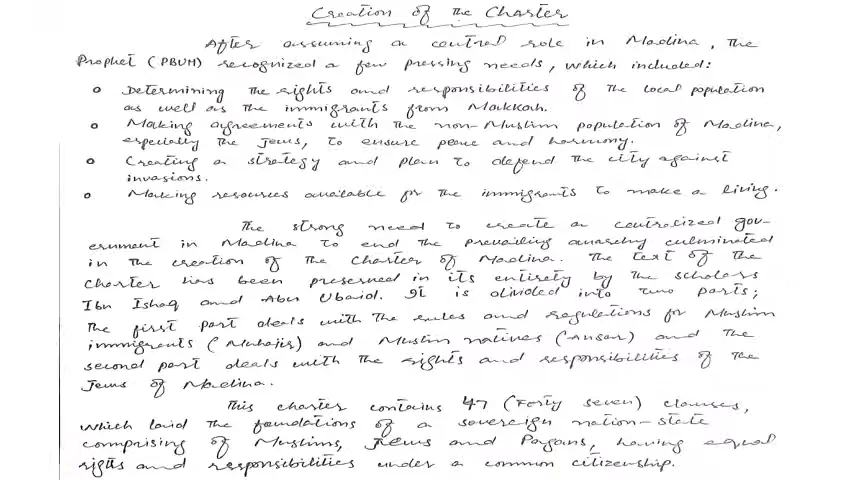 Creation of the Charter
After assuming a central role in Madina, the
Prophet (PBUH) recognized a few pressing needs, which included:
o Determining the rights and responsibilities of the local population
as well as the immigrants from Makkah.
o Making agreements with the non-Muslim population of Madina,
especially the Jews, to ensure peace and harmony.
o Creating a strategy and plan to defend the city against
invasions.
o Making resources available for the immigrants to make a living.
The strong need to create a centralized gov-
ernment in Madina to end the prevailing anarchy culminated
in the creation of the Charter of Madina. The text of the
charter has been preserved in its entirety by the scholars
Ibn Ishaq and Abu Ubaid. It is divided into two parts;
the first part deals with the rules and regulations for Muslim
immigrants (Muhajir) and Muslim natives (Ansar) and the
second part deals with the rights and responsibilities of the
Jews of Madina.
This charter contains 47 (Forty seven) clauses,
which laid the foundations of a sovereign nation-state
comprising of Muslims, Jews and Pagans, having equal
rights and responsibilities under a common citizenship.